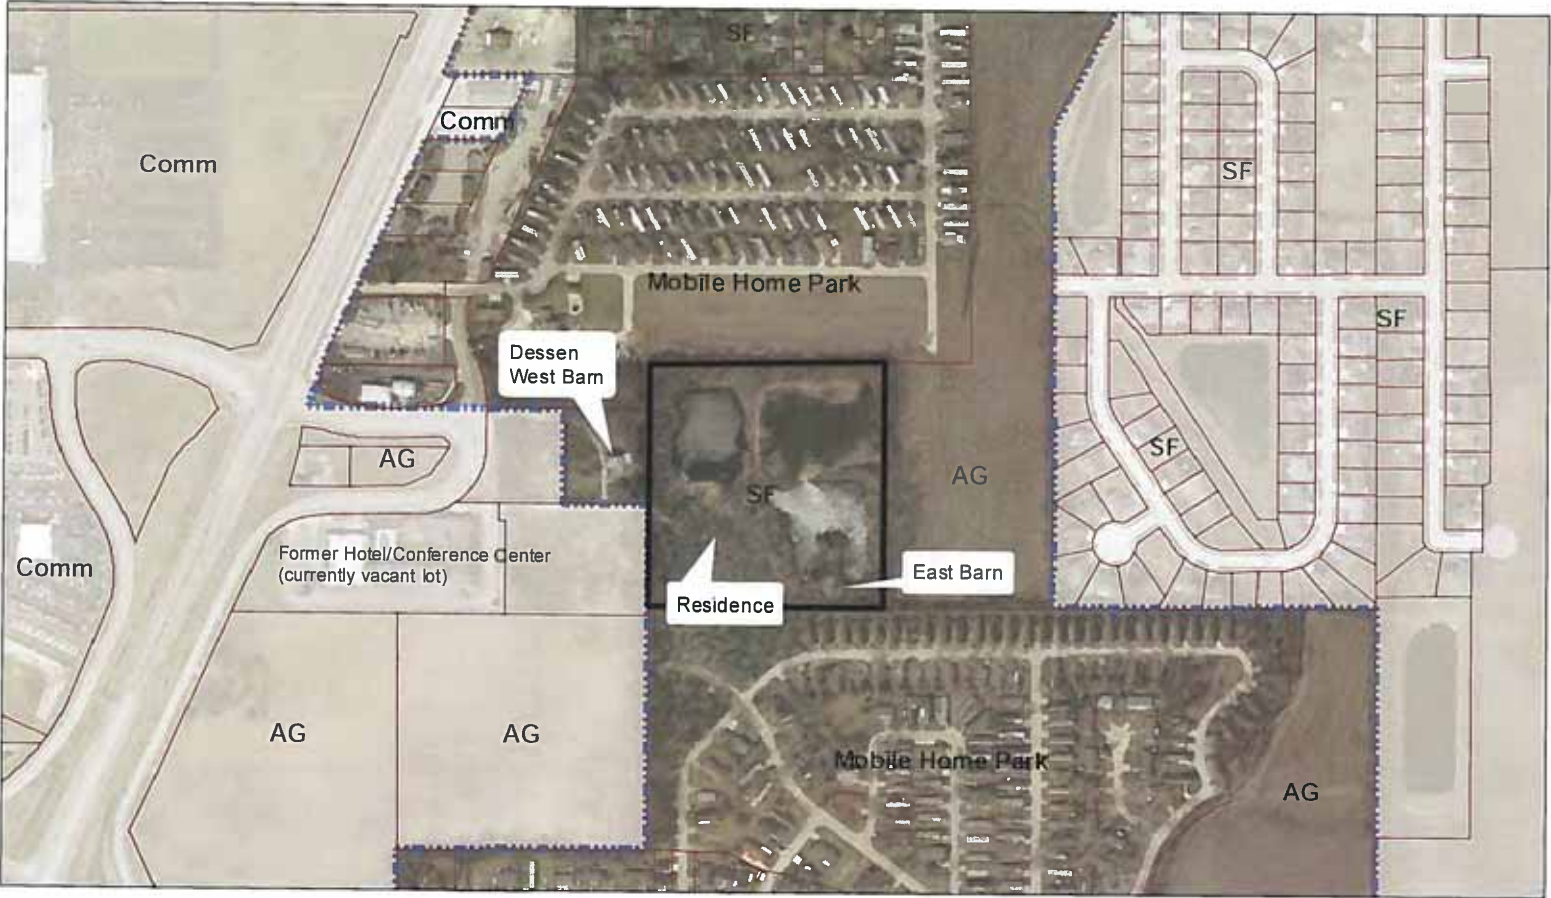 SF
Comm
Comm
SF
Mobile Home Park
SF
Dessen
West Barn
SF
AG
AG
SF
Former Hotel/Conference Center
(currently vacant lot)
Comm
East Barn
Residence
AG
AG
Mobile Home Park
AG